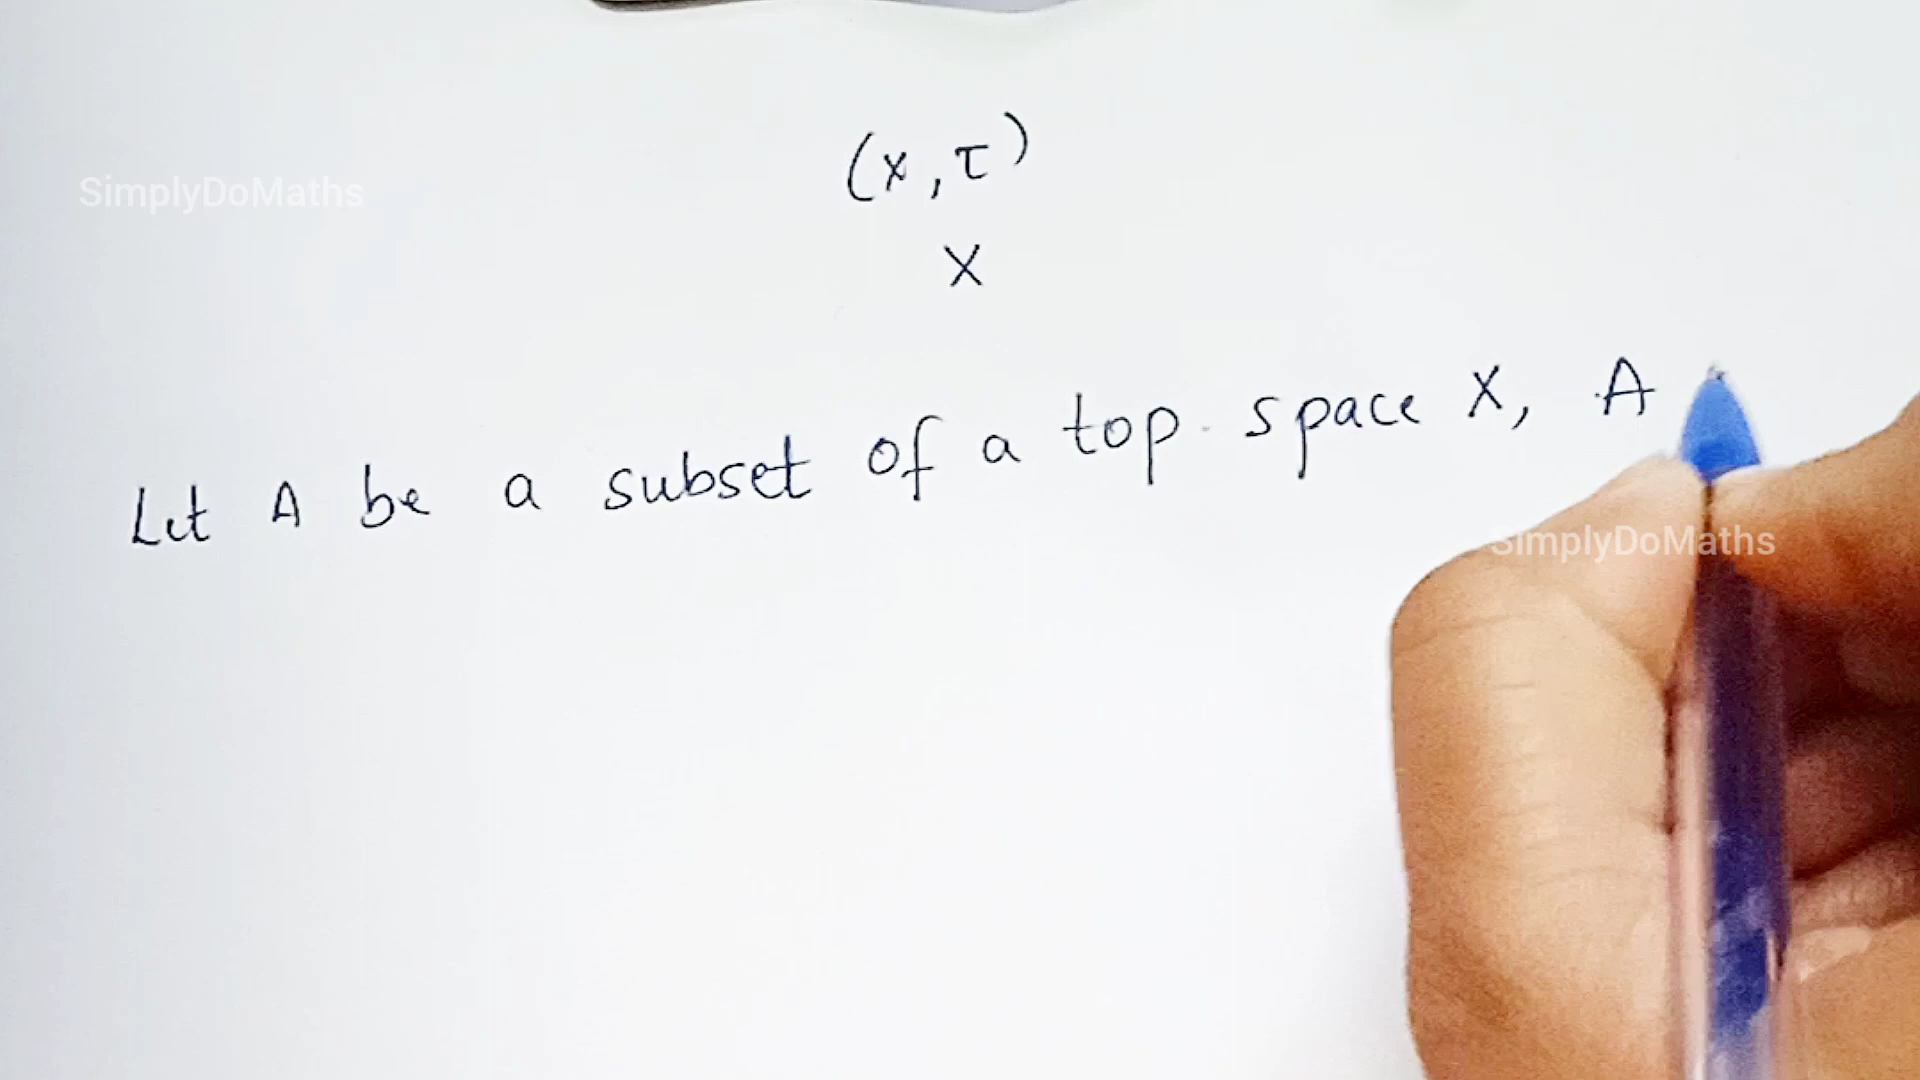 (X, τ)
SimplyDoMaths
X
Let A be a subset of a top. space X, A
SimplyDoMaths